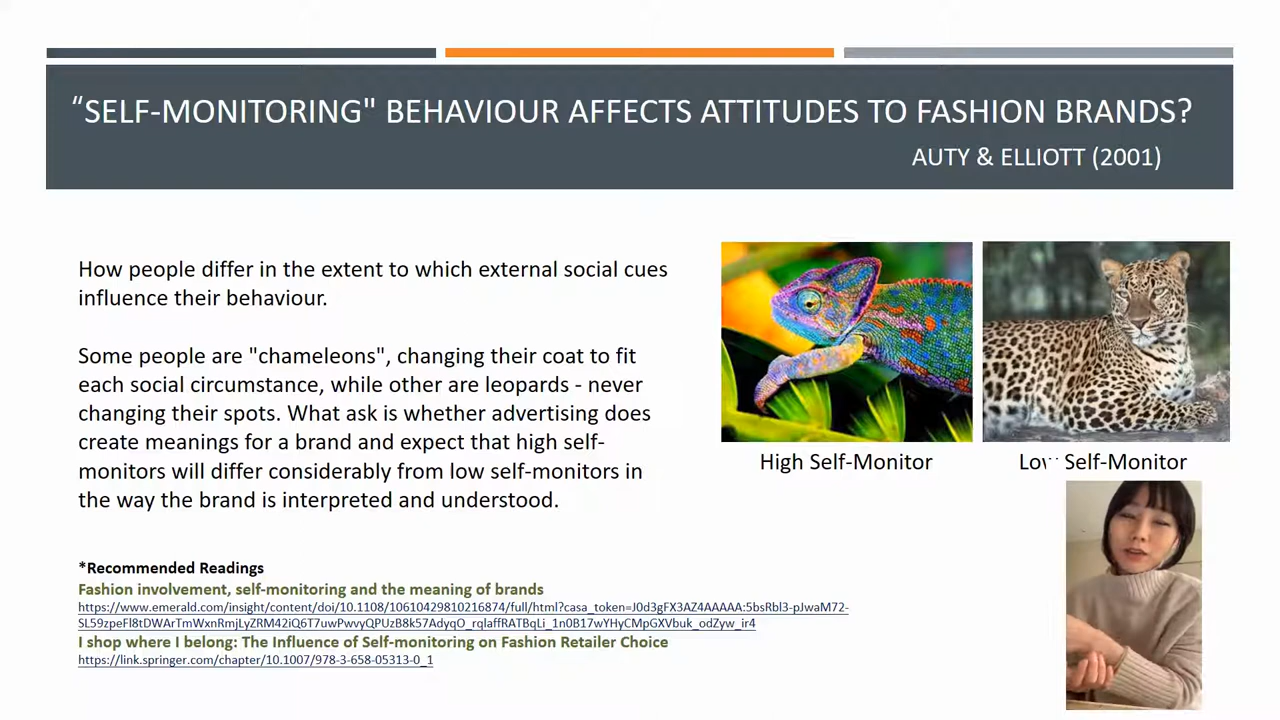 “SELF-MONITORING" BEHAVIOUR AFFECTS ATTITUDES TO FASHION BRANDS?
AUTY & ELLIOTT (2001)
How people differ in the extent to which external social cues
influence their behaviour.
Some people are "chameleons", changing their coat to fit
each social circumstance, while other are leopards - never
changing their spots. What ask is whether advertising does
create meanings for a brand and expect that high self-
monitors will differ considerably from low self-monitors in
the way the brand is interpreted and understood.
High Self-Monitor
Low Self-Monitor
*Recommended Readings
Fashion involvement, self-monitoring and the meaning of brands
https://www.emerald.com/insight/content/doi/10.1108/10610429810216874/full/html?casa_token=J0d3gFX3AZ4AAAAA:5bsRbl3-pJwaM72-
SL59zpeFl8tDWArTmWxnRmjLyZRM42iQ6T7uwPwvyQPUzB8k57AdyqO_rqlaffRATBqLi_1n0B17wYHyCMpGXVbuk_odZyw_ir4
I shop where I belong: The Influence of Self-monitoring on Fashion Retailer Choice
https://link.springer.com/chapter/10.1007/978-3-658-05313-0_1